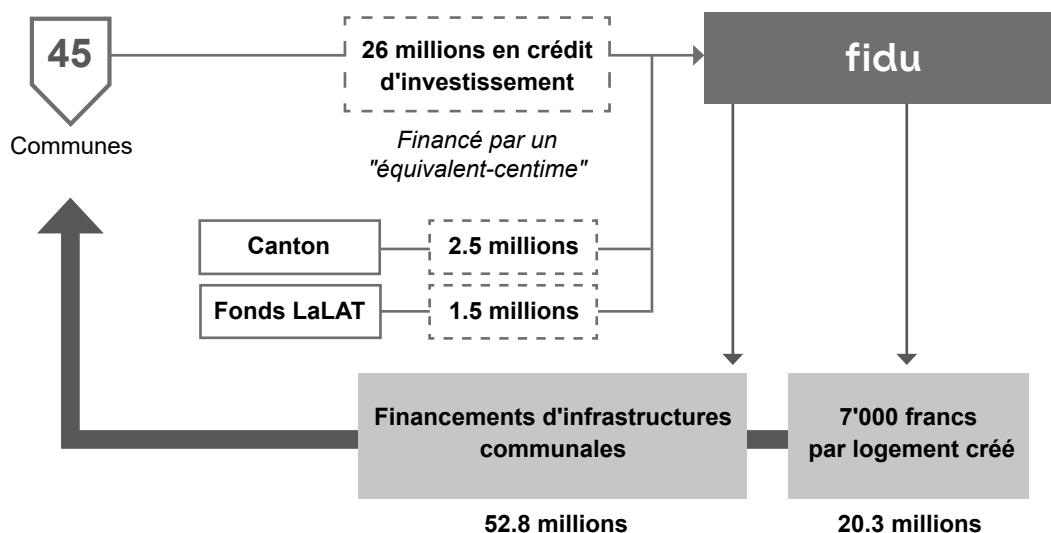 45
Communes
26 millions en crédit
d'investissement
Financé par un
"équivalent-centime"
fidu
Canton
2.5 millions
Fonds LaLAT
1.5 millions
Financements d'infrastructures
communales
52.8 millions
7'000 francs
par logement créé
20.3 millions